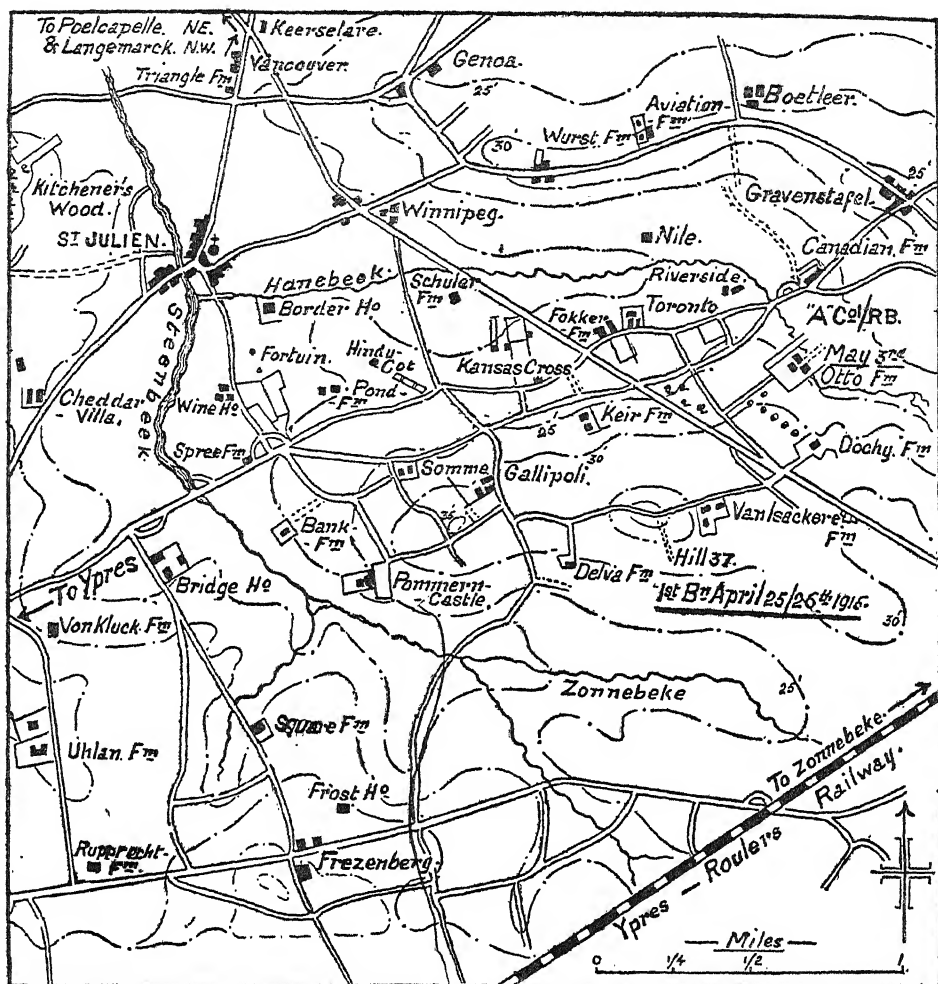 To Poelcapelle. NE.
& Langemarck. N.W.
Keerselare.
Vancouver.
Triangle Fm
Genoa.
25'
Aviation-
Fm
Boetleer.
30'
Wurst. Fm
Kitchener's
Wood.
Gravenstafel.
25'
ST JULIEN.
Winnipeg.
Nile.
Canadian. Fm
Hanebeek.
Schular
Fm
Riverside.
Border Ho
Fokker
Fm
Toronto
"A" Coy/RB.
Steenbeek.
Fortuin.
Hindu-
Cot
Kansas Cross
May 3rd
Otto Fm
Cheddar
Villa.
Wine Ho
Pond-
Fm
Keir Fm
25'
Spree Fm
Somme
Gallipoli.
30
Dochy. Fm
Bank-
Fm
35'
Van Isackere
Fm
Hill 37.
To Ypres
Bridge Ho
Pommern-
Castle.
Delva Fm
1st Bn April 25/26th 1915.
30'
Von Kluck. Fm
Zonnebeke
25'
Square Fm
Uhlan. Fm
To Zonnebeke.
Railway.
Frost Ho
Rupprecht-
Fm.
Frezenberg.
Ypres — Roulers
Miles
0 1/4 1/2 1